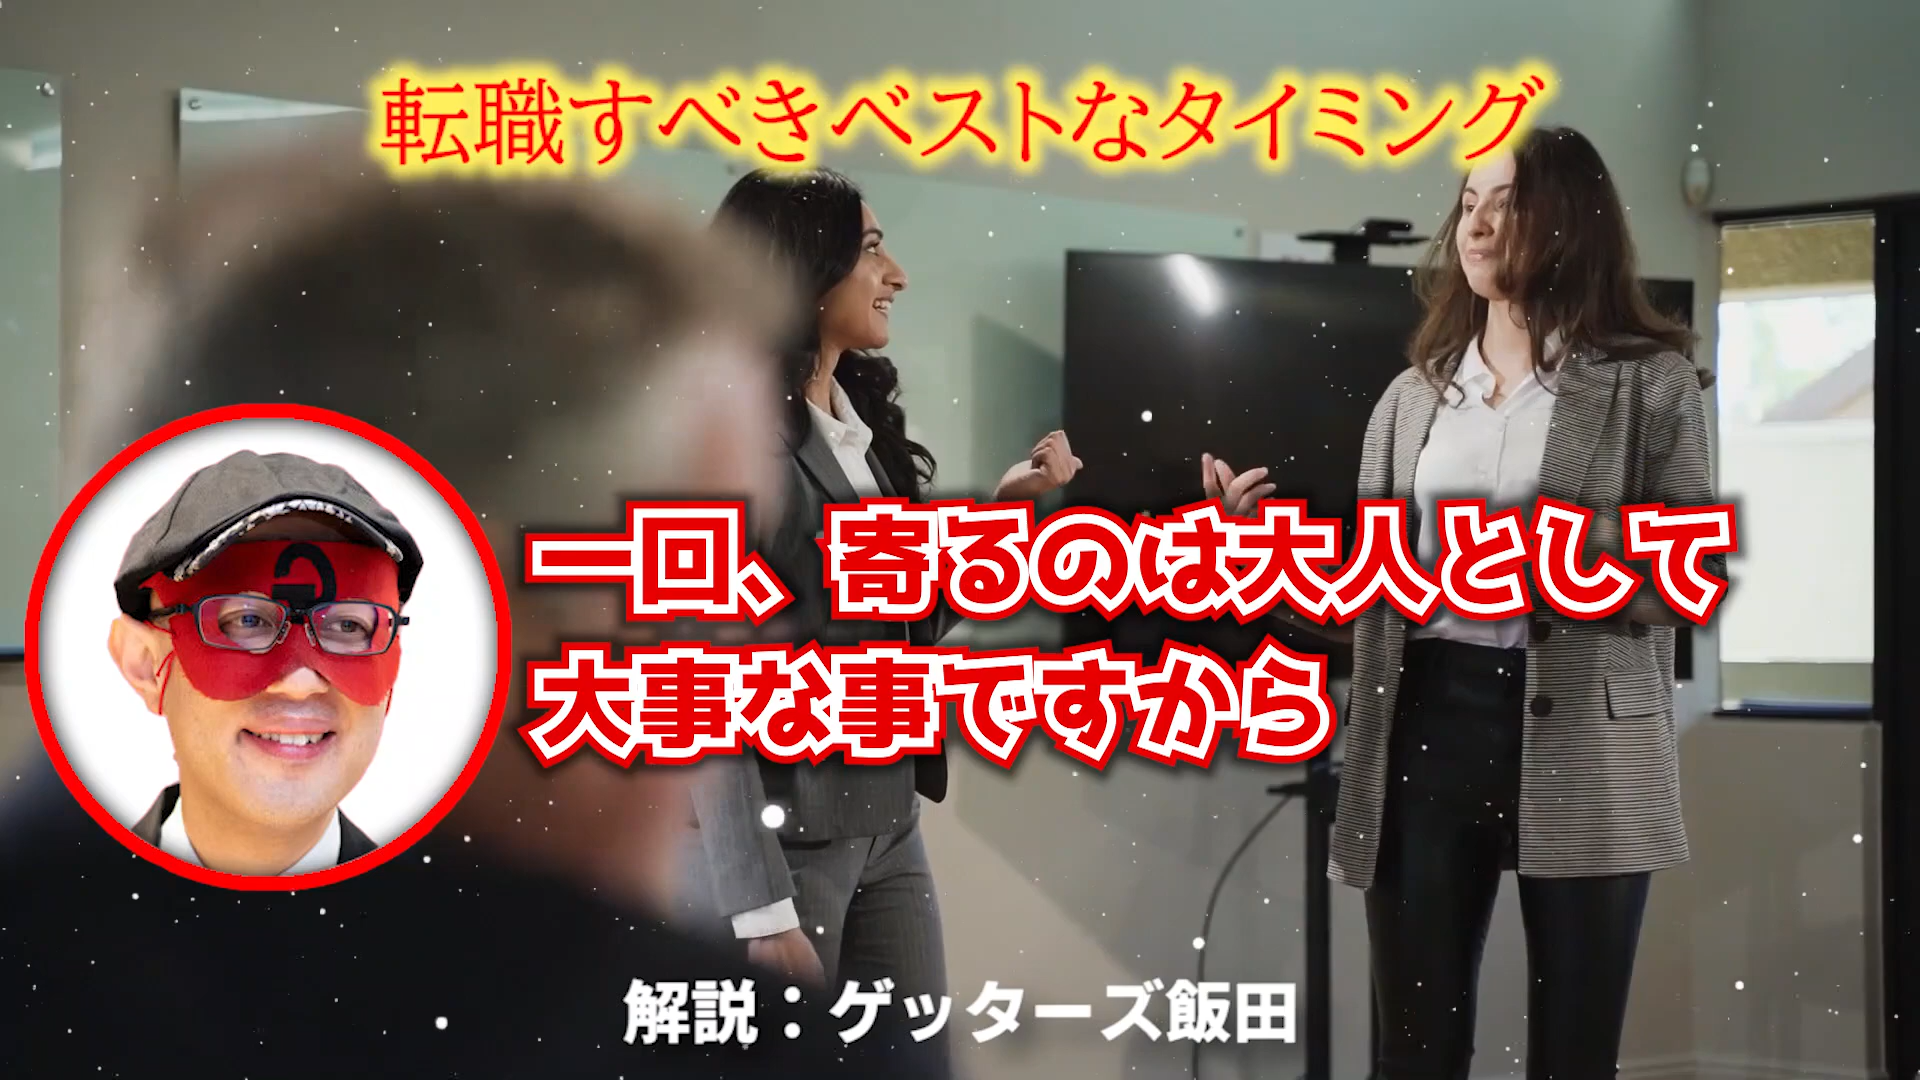 転職すべきベストなタイミング
一回、寄るのは大人として
大事な事ですから
解説：ゲッターズ飯田